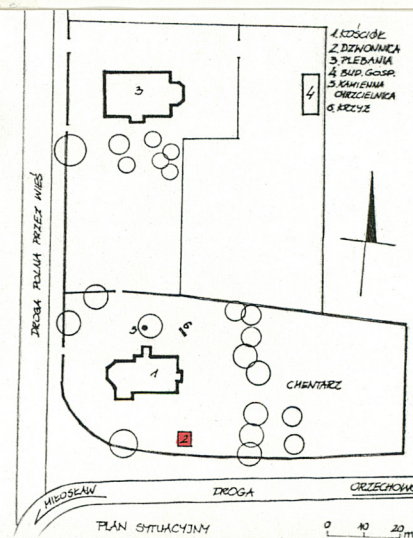 1. KOŚCIÓŁ
2. DZWONNICA
3. PLEBANIA
4. BUD. GOSP.
5. KAMIENNA
CHRZCIELNICA
6. KRZYŻ
3
4
DROGA POLNA PRZEZ WIEŚ
5
6
1
CMENTARZ
2
MIŁOSŁAW
DROGA
ORZECHOWO
PLAN SYTUACYJNY
0 10 20 m